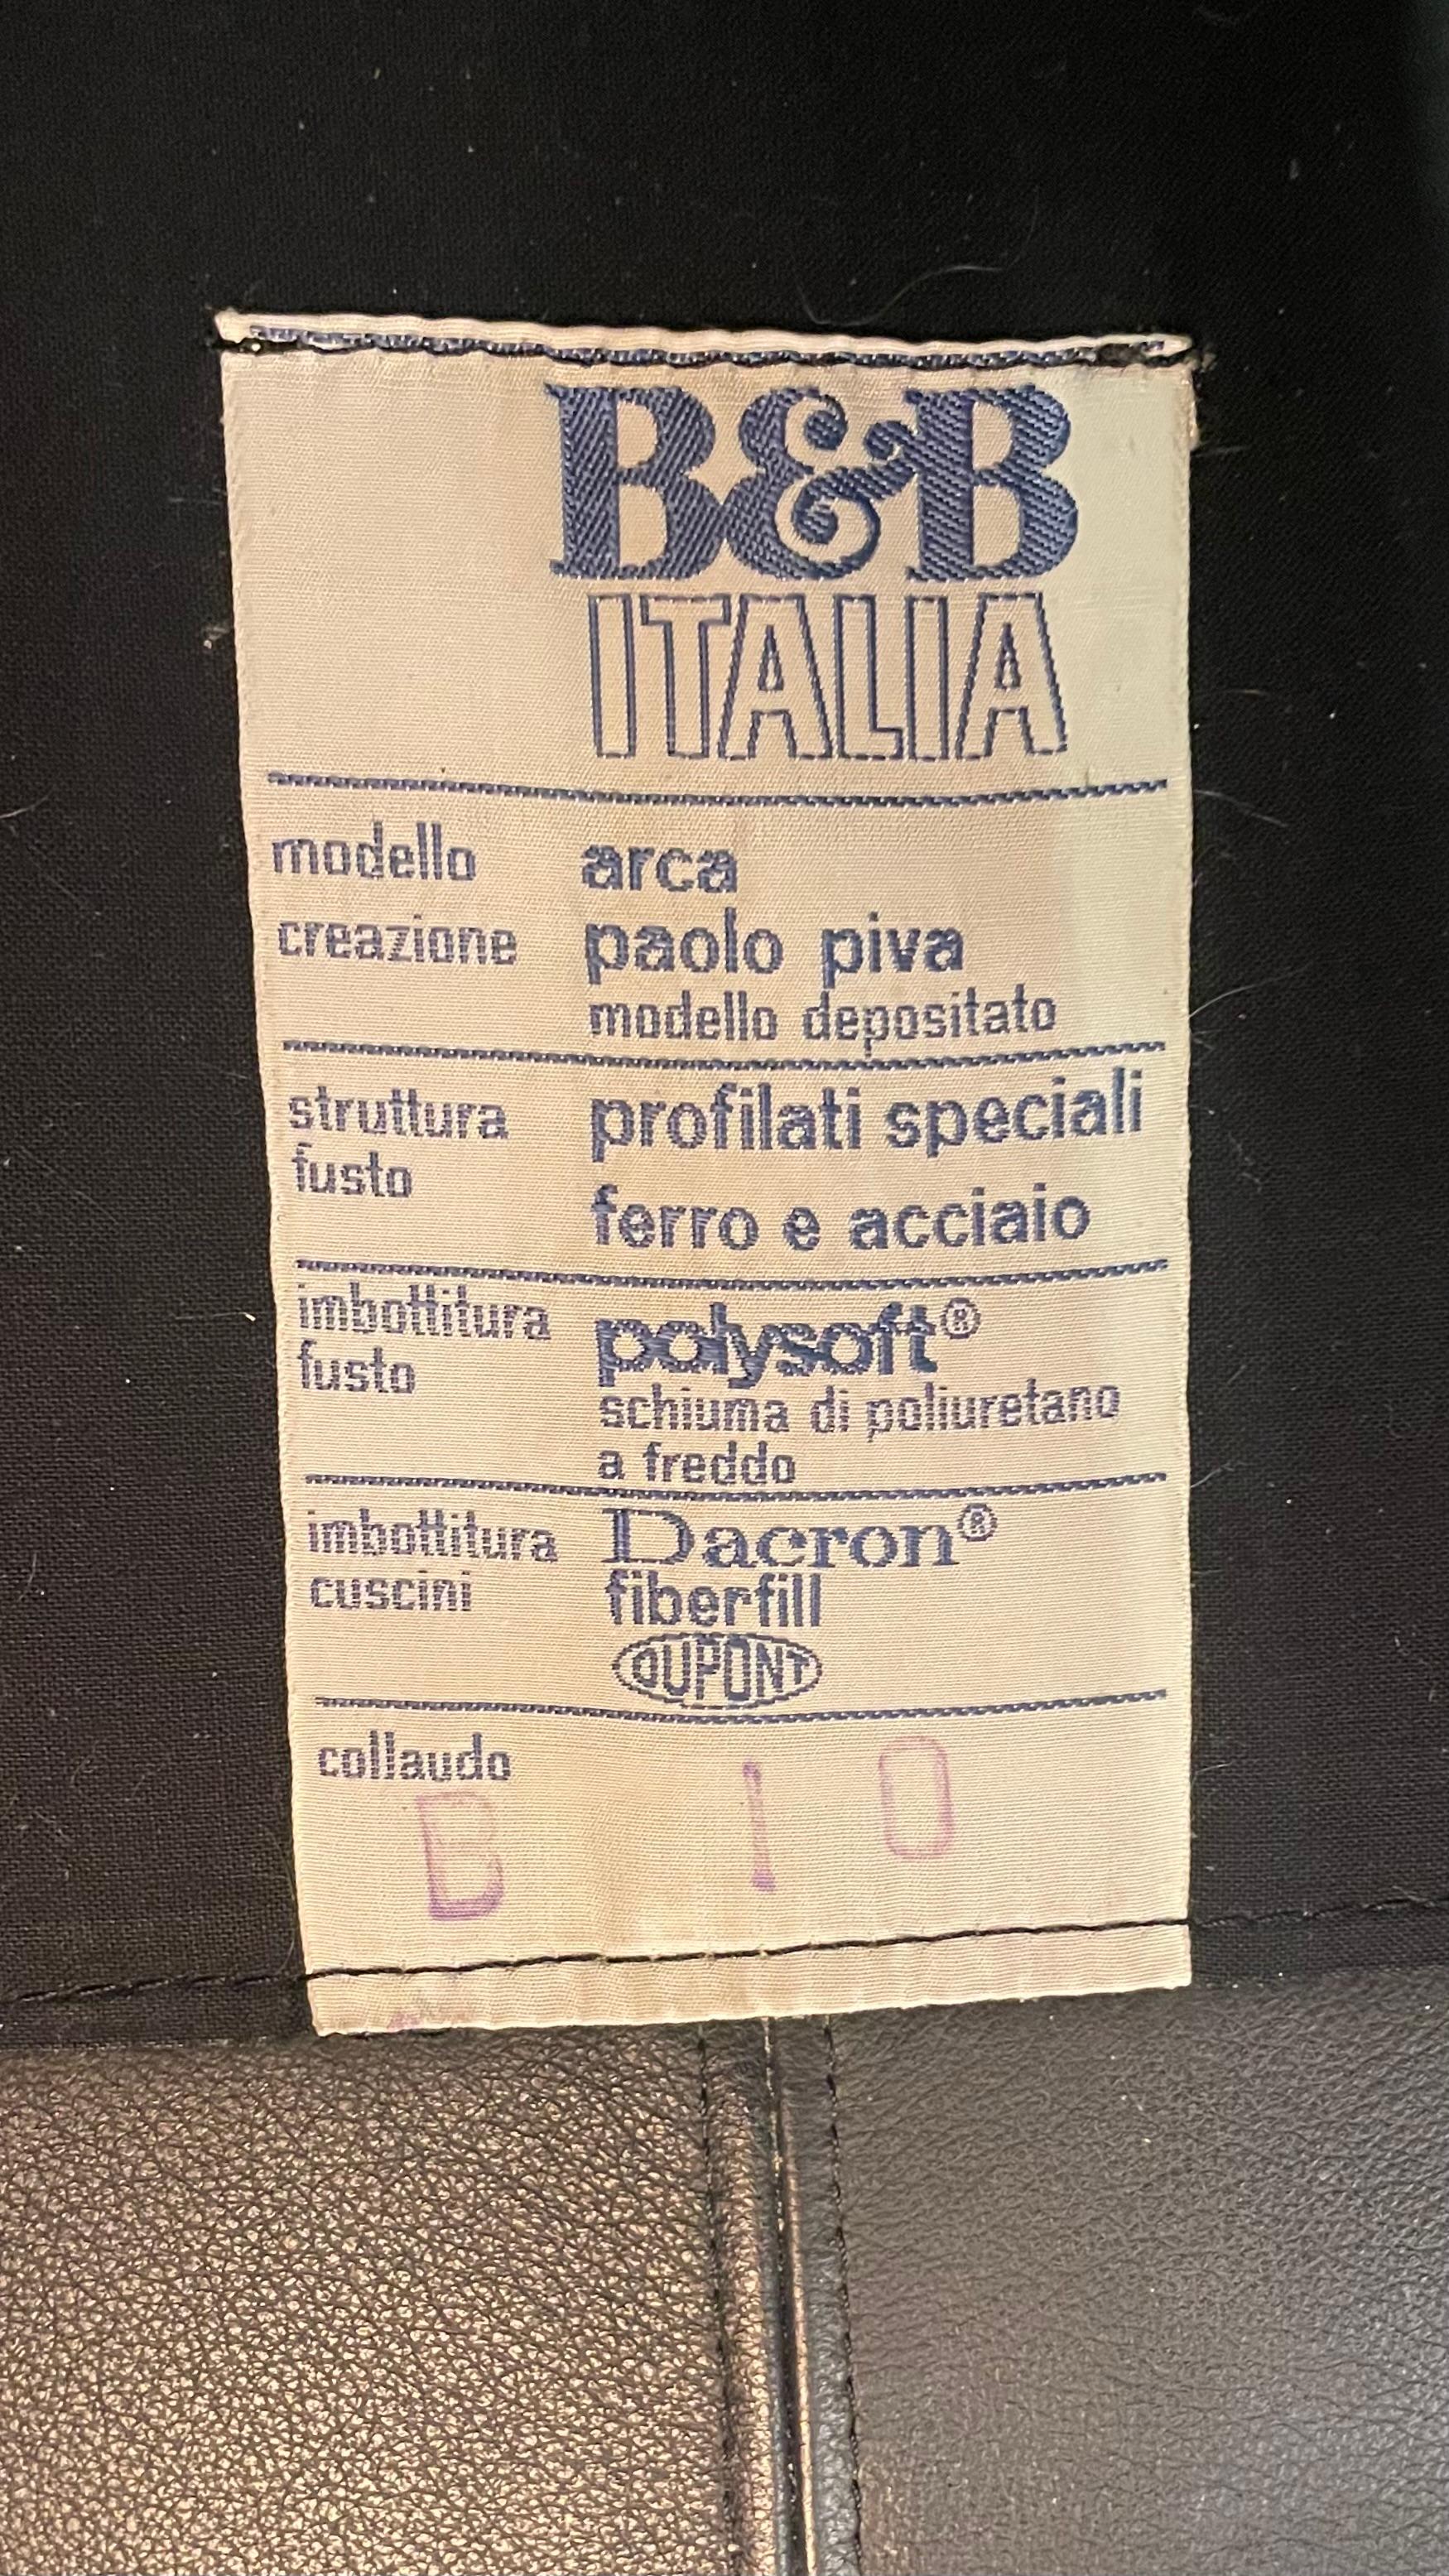 B&B
ITALIA
modello arca
creazione paolo piva
modello depositato
struttura profilati speciali
fusto
ferro e acciaio
imbottitura polysoft®
fusto
schiuma di poliuretano
a freddo
imbottitura Dacron®
cuscini fiberfill
DUPONT
collaudo
B 1 0